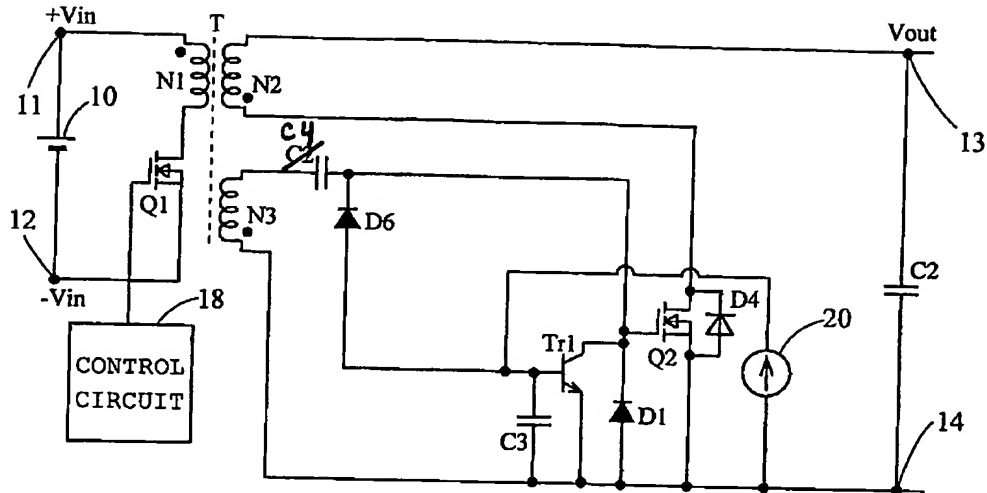 +Vin
T
Vout
N1
N2
11
10
13
C4
C2
12
Q1
N3
D6
-Vin
18
C2
D4
20
CONTROL
CIRCUIT
Tr1
Q2
C3
D1
14